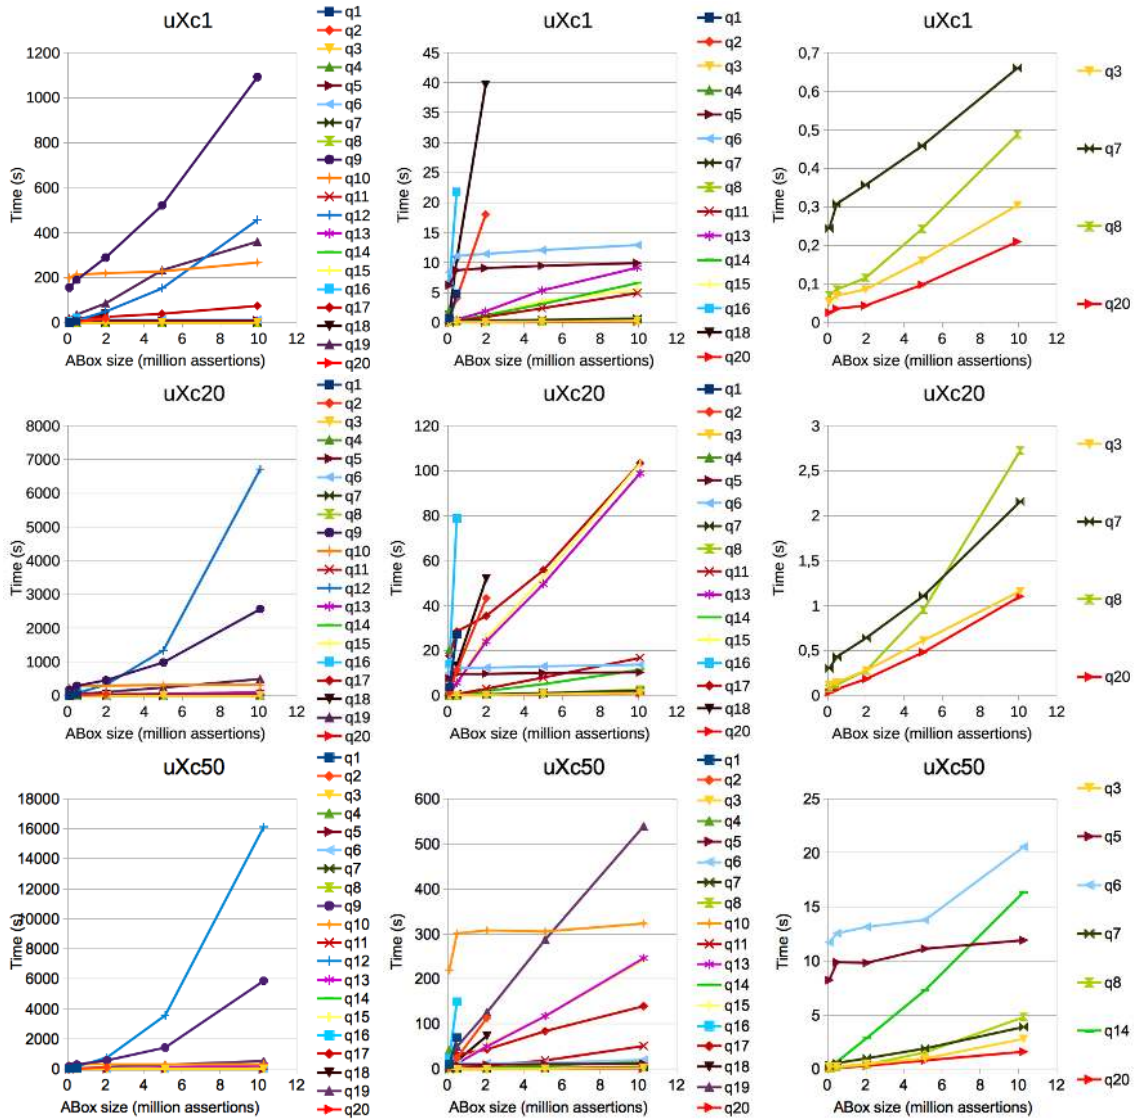 uXc1
1200
1000
800
600
400
200
0
0 2 4 6 8 10 12
Time (s)
ABox size (million assertions)
q1
q2
q3
q4
q5
q6
q7
q8
q9
q10
q11
q12
q13
q14
q15
q16
q17
q18
q19
q20
uXc1
45
40
35
30
25
20
15
10
5
0
0 2 4 6 8 10 12
Time (s)
ABox size (million assertions)
q1
q2
q3
q4
q5
q6
q7
q8
q11
q13
q14
q15
q16
q18
q20
uXc1
0,7
0,6
0,5
0,4
0,3
0,2
0,1
0
0 2 4 6 8 10 12
Time (s)
ABox size (million assertions)
q3
q7
q8
q20
uXc20
8000
7000
6000
5000
4000
3000
2000
1000
0
0 2 4 6 8 10 12
Time (s)
ABox size (million assertions)
q1
q2
q3
q4
q5
q6
q7
q8
q9
q10
q11
q12
q13
q14
q15
q16
q17
q18
q19
q20
uXc20
120
100
80
60
40
20
0
0 2 4 6 8 10 12
Time (s)
ABox size (million assertions)
q1
q2
q3
q4
q5
q6
q7
q8
q11
q13
q14
q15
q16
q17
q18
q20
uXc20
3
2,5
2
1,5
1
0,5
0
0 2 4 6 8 10 12
Time (s)
ABox size (million assertions)
q3
q7
q8
q20
uXc50
18000
16000
14000
12000
10000
8000
6000
4000
2000
0
0 2 4 6 8 10 12
Time (s)
ABox size (million assertions)
q1
q2
q3
q4
q5
q6
q7
q8
q9
q10
q11
q12
q13
q14
q15
q16
q17
q18
q19
q20
uXc50
600
500
400
300
200
100
0
0 2 4 6 8 10 12
Time (s)
ABox size (million assertions)
q1
q2
q3
q4
q5
q6
q7
q8
q10
q11
q13
q14
q15
q16
q17
q18
q19
q20
uXc50
25
20
15
10
5
0
0 2 4 6 8 10 12
Time (s)
ABox size (million assertions)
q3
q5
q6
q7
q8
q14
q20